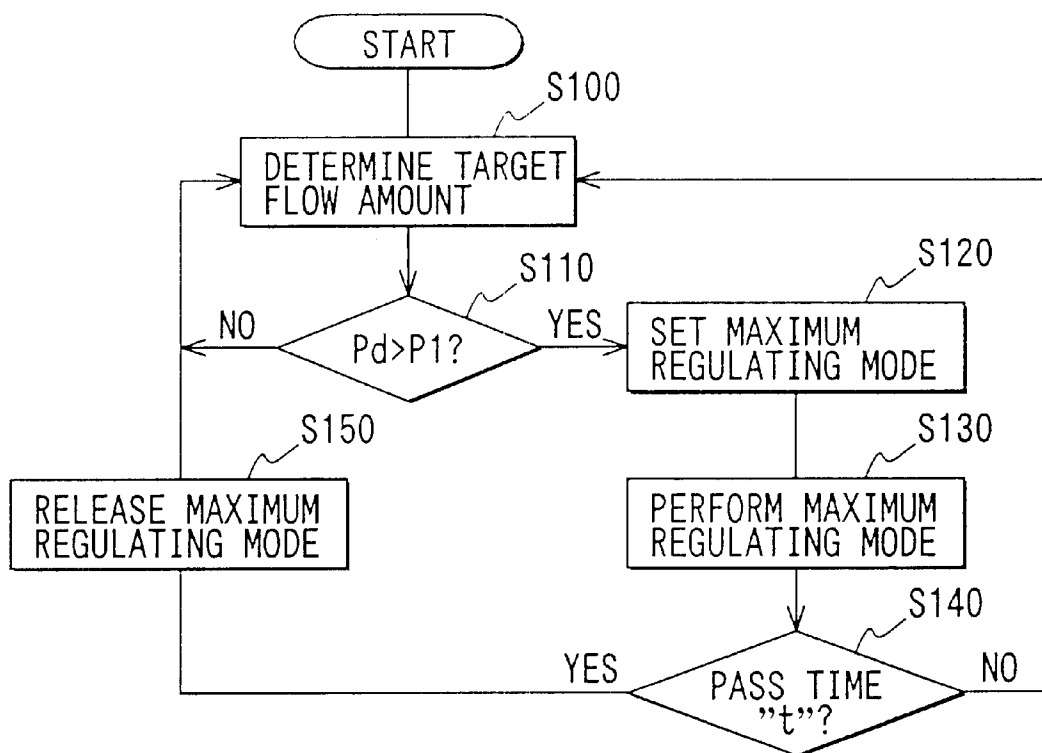 START
S100
DETERMINE TARGET
FLOW AMOUNT
S110
NO
Pd>P1?
YES
S120
SET MAXIMUM
REGULATING MODE
S150
RELEASE MAXIMUM
REGULATING MODE
S130
PERFORM MAXIMUM
REGULATING MODE
S140
YES
PASS TIME
”t”?
NO